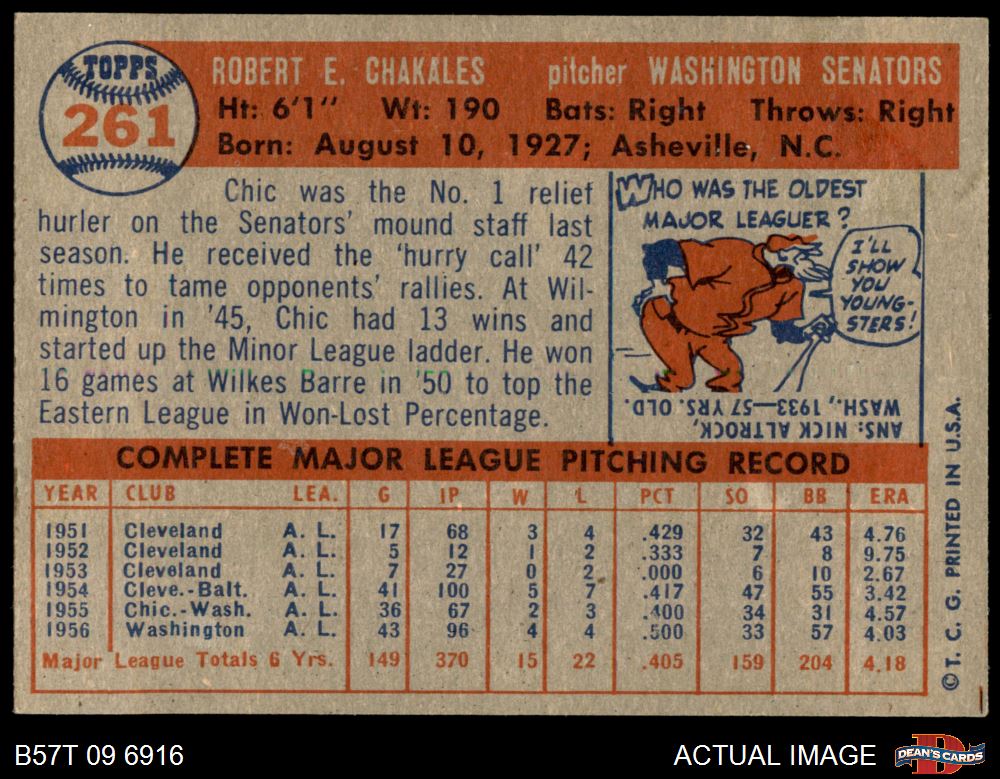 TOPPS
261
ROBERT E. CHAKALES pitcher WASHINGTON SENATORS
Ht: 6'1" Wt: 190 Bats: Right Throws: Right
Born: August 10, 1927; Asheville, N.C.
Chic was the No. 1 relief
hurler on the Senators' mound staff last
season. He received the 'hurry call' 42
times to tame opponents' rallies. At Wil-
mington in '45, Chic had 13 wins and
started up the Minor League ladder. He won
16 games at Wilkes Barre in '50 to top the
Eastern League in Won-Lost Percentage.
WHO WAS THE OLDEST
MAJOR LEAGUER?
I'LL
SHOW
YOU
YOUNG-
STERS!
ANS: NICK ALTROCK,
WASH., 1933—57 YRS. OLD.
COMPLETE MAJOR LEAGUE PITCHING RECORD
YEAR CLUB LEA. G IP W L PCT SO BB ERA
1951 Cleveland A. L. 17 68 3 4 .429 32 43 4.76
1952 Cleveland A. L. 5 12 1 2 .333 7 8 9.75
1953 Cleveland A. L. 7 27 0 2 .000 6 10 2.67
1954 Cleve.-Balt. A. L. 41 100 5 7 .417 47 55 3.42
1955 Chic.-Wash. A. L. 36 67 2 3 .400 34 31 4.57
1956 Washington A. L. 43 96 4 4 .500 33 57 4.03
Major League Totals 6 Yrs. 149 370 15 22 .405 159 204 4.18
©T. C. G. PRINTED IN U.S.A.
B57T 09 6916 ACTUAL IMAGE
DEAN'S CARDS